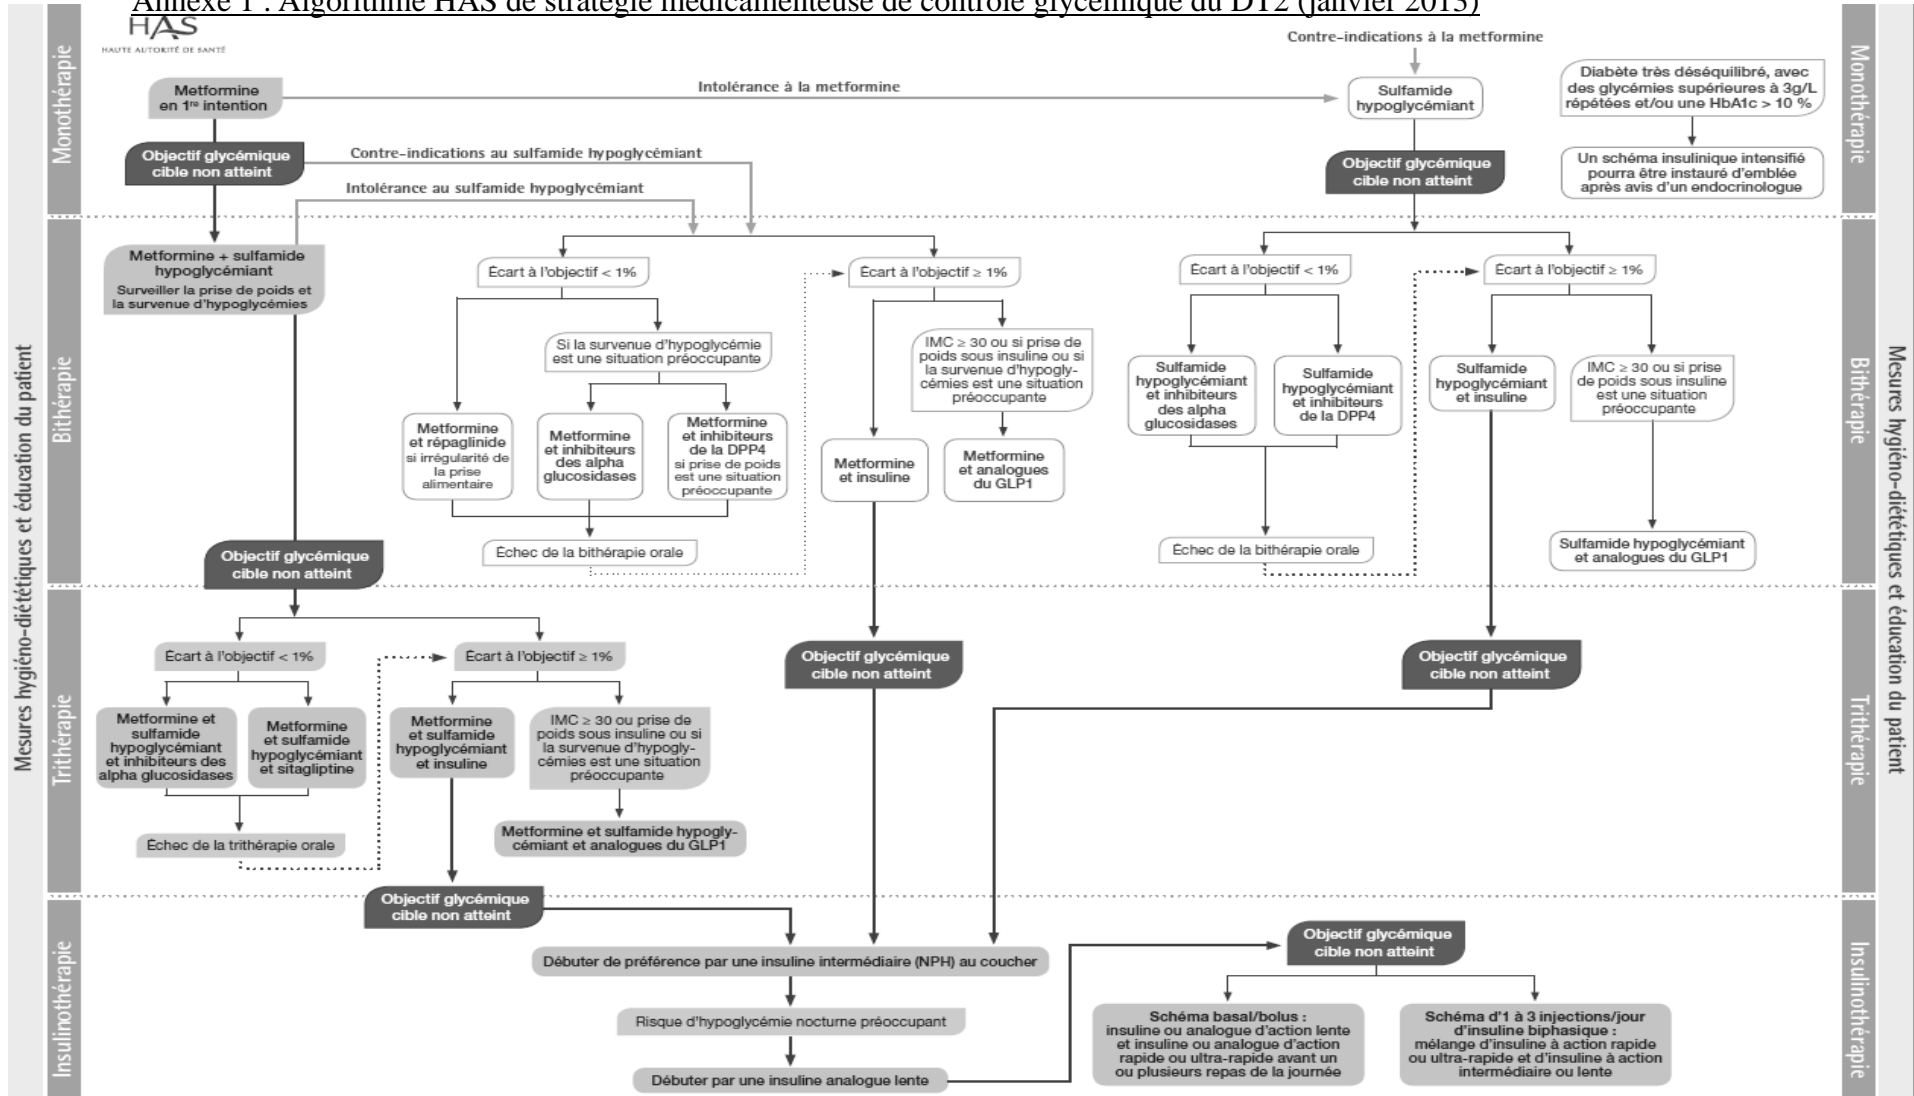 Annexe 1 : Algorithme HAS de stratégie médicamenteuse de contrôle glycémique du DT2 (janvier 2013)
HAS
HAUTE AUTORITÉ DE SANTÉ
Mesures hygiéno-diététiques et éducation du patient
Monothérapie
Metformine
en 1re intention
Intolérance à la metformine
Contre-indications à la metformine
Sulfamide
hypoglycémiant
Diabète très déséquilibré, avec
des glycémies supérieures à 3g/L
répétées et/ou une HbA1c > 10 %
Un schéma insulinique intensifié
pourra être instauré d'emblée
après avis d'un endocrinologue
Objectif glycémique
cible non atteint
Contre-indications au sulfamide hypoglycémiant
Intolérance au sulfamide hypoglycémiant
Objectif glycémique
cible non atteint
Monothérapie
Bithérapie
Metformine + sulfamide
hypoglycémiant
Surveiller la prise de poids et
la survenue d'hypoglycémies
Écart à l'objectif < 1%
Si la survenue d'hypoglycémie
est une situation préoccupante
Metformine
et répaglinide
si irrégularité de
la prise
alimentaire
Metformine
et inhibiteurs
des alpha
glucosidases
Metformine
et inhibiteurs
de la DPP4
si prise de poids
est une situation
préoccupante
Échec de la bithérapie orale
Écart à l'objectif ≥ 1%
IMC ≥ 30 ou si prise de
poids sous insuline ou si
la survenue d'hypogly-
cémies est une situation
préoccupante
Metformine
et insuline
Metformine
et analogues
du GLP1
Écart à l'objectif < 1%
Sulfamide
hypoglycémiant
et inhibiteurs
des alpha
glucosidases
Sulfamide
hypoglycémiant
et inhibiteurs
de la DPP4
Échec de la bithérapie orale
Écart à l'objectif ≥ 1%
Sulfamide
hypoglycémiant
et insuline
IMC ≥ 30 ou si prise
de poids sous insuline
est une situation
préoccupante
Sulfamide hypoglycémiant
et analogues du GLP1
Bithérapie
Objectif glycémique
cible non atteint
Trithérapie
Écart à l'objectif < 1%
Metformine et
sulfamide
hypoglycémiant
et inhibiteurs des
alpha glucosidases
Metformine
et sulfamide
hypoglycémiant
et sitagliptine
Échec de la trithérapie orale
Écart à l'objectif ≥ 1%
Metformine
et sulfamide
hypoglycémiant
et insuline
IMC ≥ 30 ou prise de
poids sous insuline ou si
la survenue d'hypogly-
cémies est une situation
préoccupante
Metformine et sulfamide hypogly-
cémiant et analogues du GLP1
Objectif glycémique
cible non atteint
Objectif glycémique
cible non atteint
Trithérapie
Insulinothérapie
Objectif glycémique
cible non atteint
Débuter de préférence par une insuline intermédiaire (NPH) au coucher
Risque d'hypoglycémie nocturne préoccupant
Débuter par une insuline analogue lente
Objectif glycémique
cible non atteint
Schéma basal/bolus :
insuline ou analogue d'action lente
et insuline ou analogue d'action
rapide ou ultra-rapide avant un
ou plusieurs repas de la journée
Schéma d'1 à 3 injections/jour
d'insuline biphasique :
mélange d'insuline à action rapide
ou ultra-rapide et d'insuline à action
intermédiaire ou lente
Insulinothérapie
Mesures hygiéno-diététiques et éducation du patient